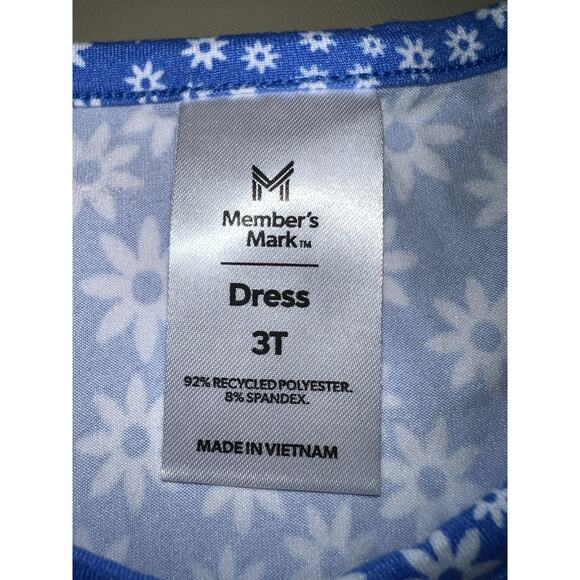 Member's
Mark™
Dress
3T
92% RECYCLED POLYESTER.
8% SPANDEX.
MADE IN VIETNAM